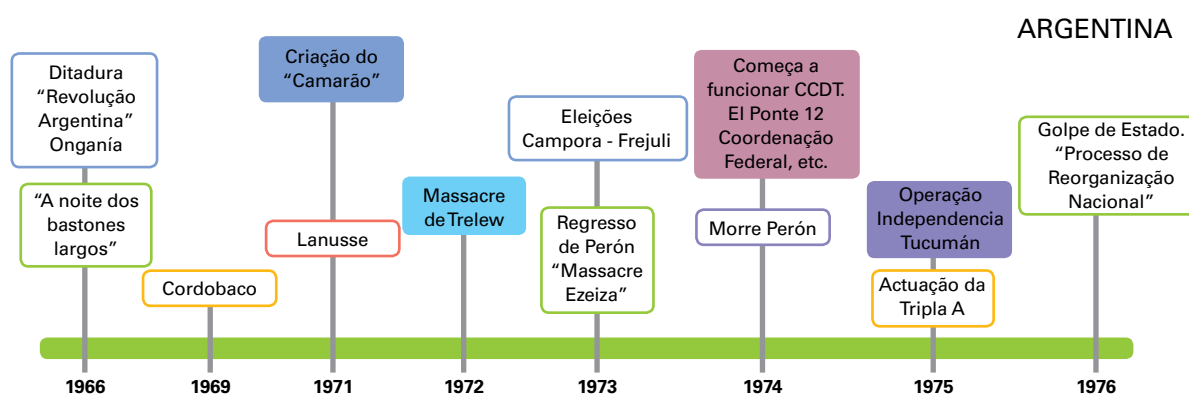 ARGENTINA
Ditadura
“Revolução
Argentina”
Onganía
“A noite dos
bastones
largos”
Cordobaco
Criação do
“Camarão”
Lanusse
Massacre
de Trelew
Eleições
Campora - Frejuli
Regresso
de Perón
“Massacre
Ezeiza”
Começa a
funcionar CCDT.
El Ponte 12
Coordenação
Federal, etc.
Morre Perón
Operação
Independencia
Tucumán
Actuação da
Tripla A
Golpe de Estado.
“Processo de
Reorganização
Nacional”
1966
1969
1971
1972
1973
1974
1975
1976